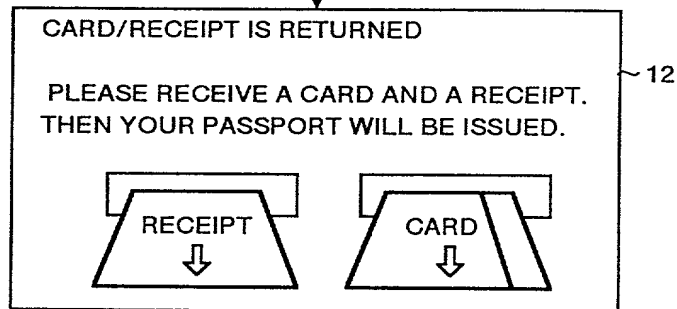 CARD/RECEIPT IS RETURNED
12
PLEASE RECEIVE A CARD AND A RECEIPT.
THEN YOUR PASSPORT WILL BE ISSUED.
RECEIPT
CARD